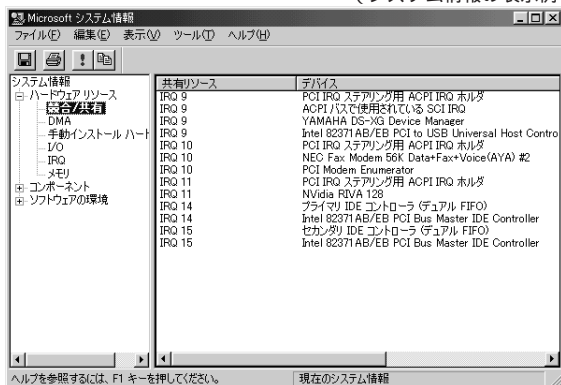 Microsoft システム情報
ファイル(F) 編集(E) 表示(V) ツール(T) ヘルプ(H)
システム情報
ハードウェア リソース
競合/共有
DMA
手動インストール ハート
I/O
IRQ
メモリ
コンポーネント
ソフトウェアの環境
共有リソース デバイス
IRQ 9 PCI IRQ ステアリング用 ACPI IRQ ホルダ
IRQ 9 ACPI バスで使用されている SCI IRQ
IRQ 9 YAMAHA DS-XG Device Manager
IRQ 9 Intel 82371AB/EB PCI to USB Universal Host Contro
IRQ 10 PCI IRQ ステアリング用 ACPI IRQ ホルダ
IRQ 10 NEC Fax Modem 56K Data+Fax+Voice(AYA) #2
IRQ 10 PCI Modem Enumerator
IRQ 11 PCI IRQ ステアリング用 ACPI IRQ ホルダ
IRQ 11 NVidia RIVA 128
IRQ 14 プライマリ IDE コントローラ (デュアル FIFO)
IRQ 14 Intel 82371AB/EB PCI Bus Master IDE Controller
IRQ 15 セカンダリ IDE コントローラ (デュアル FIFO)
IRQ 15 Intel 82371AB/EB PCI Bus Master IDE Controller
ヘルプを参照するには、F1 キーを押してください。 現在のシステム情報